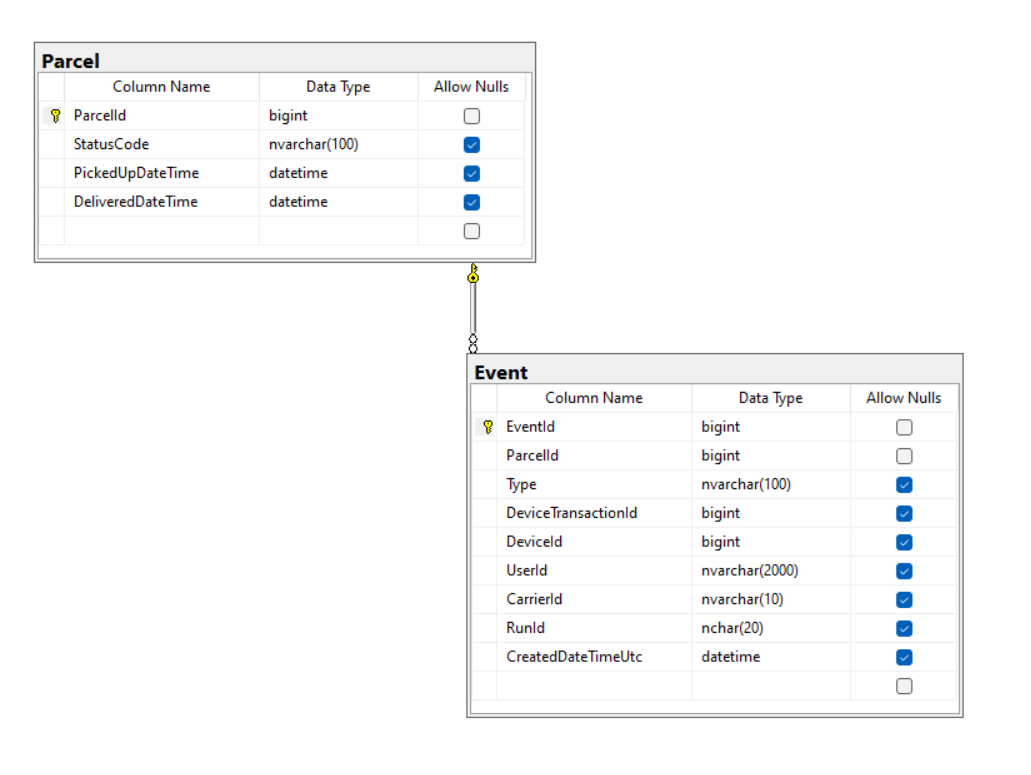 Parcel
Column Name Data Type Allow Nulls
ParcelId bigint
StatusCode nvarchar(100)
PickedUpDateTime datetime
DeliveredDateTime datetime
Event
Column Name Data Type Allow Nulls
EventId bigint
ParcelId bigint
Type nvarchar(100)
DeviceTransactionId bigint
DeviceId bigint
UserId nvarchar(2000)
CarrierId nvarchar(10)
RunId nchar(20)
CreatedDateTimeUtc datetime